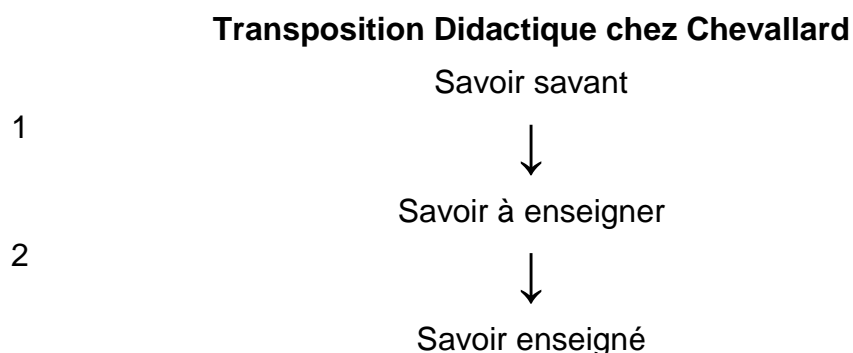 Transposition Didactique chez Chevallard
Savoir savant
1
↓
Savoir à enseigner
2
↓
Savoir enseigné